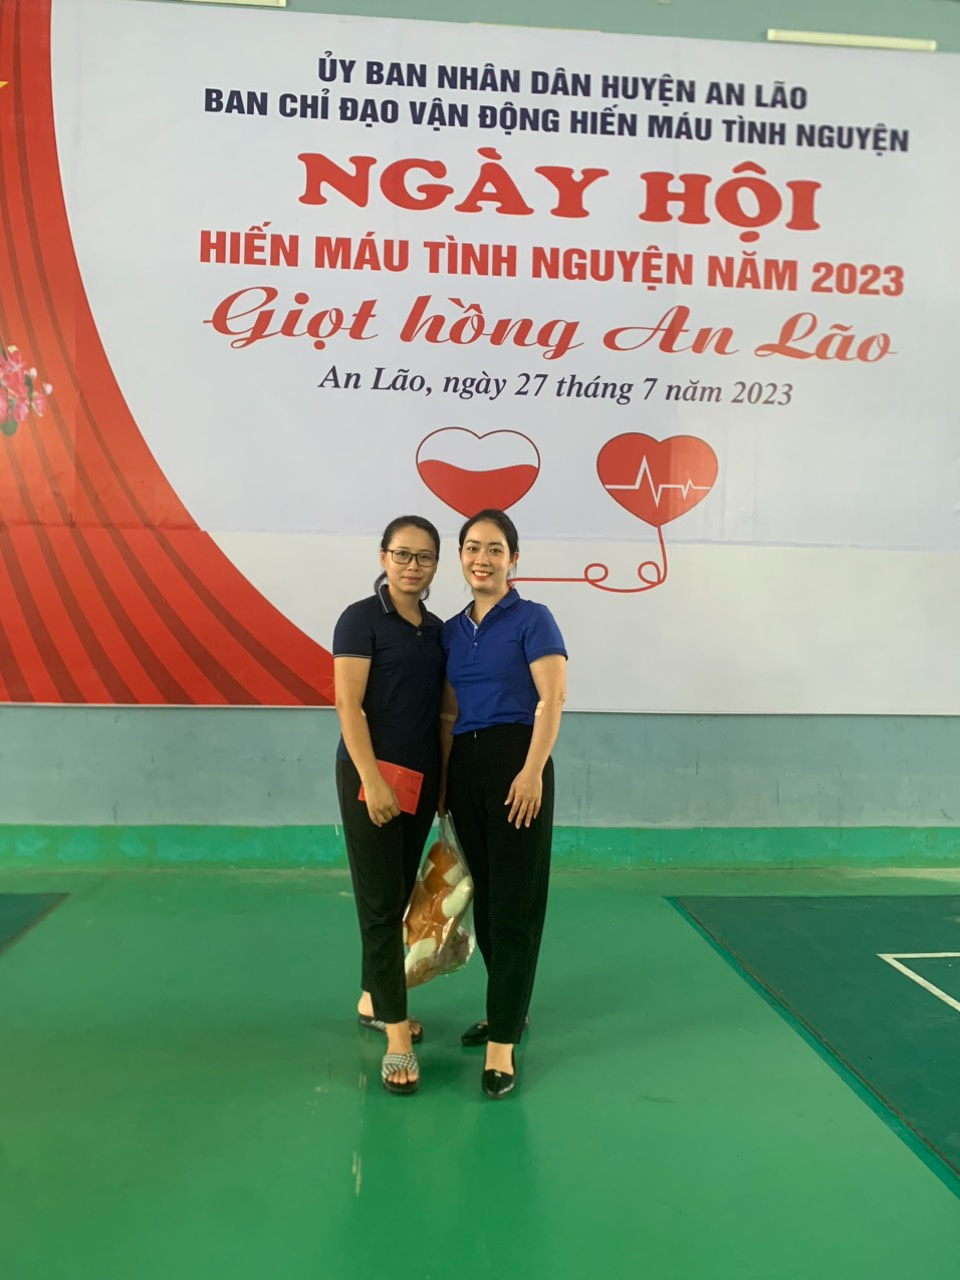 ỦY BAN NHÂN DÂN HUYỆN AN LÃO
BAN CHỈ ĐẠO VẬN ĐỘNG HIẾN MÁU TÌNH NGUYỆN
NGÀY HỘI
HIẾN MÁU TÌNH NGUYỆN NĂM 2023
Giọt hồng An Lão
An Lão, ngày 27 tháng 7 năm 2023